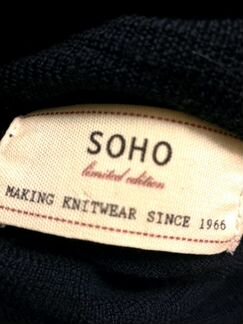 SOHO
limited edition
MAKING KNITWEAR SINCE 1966